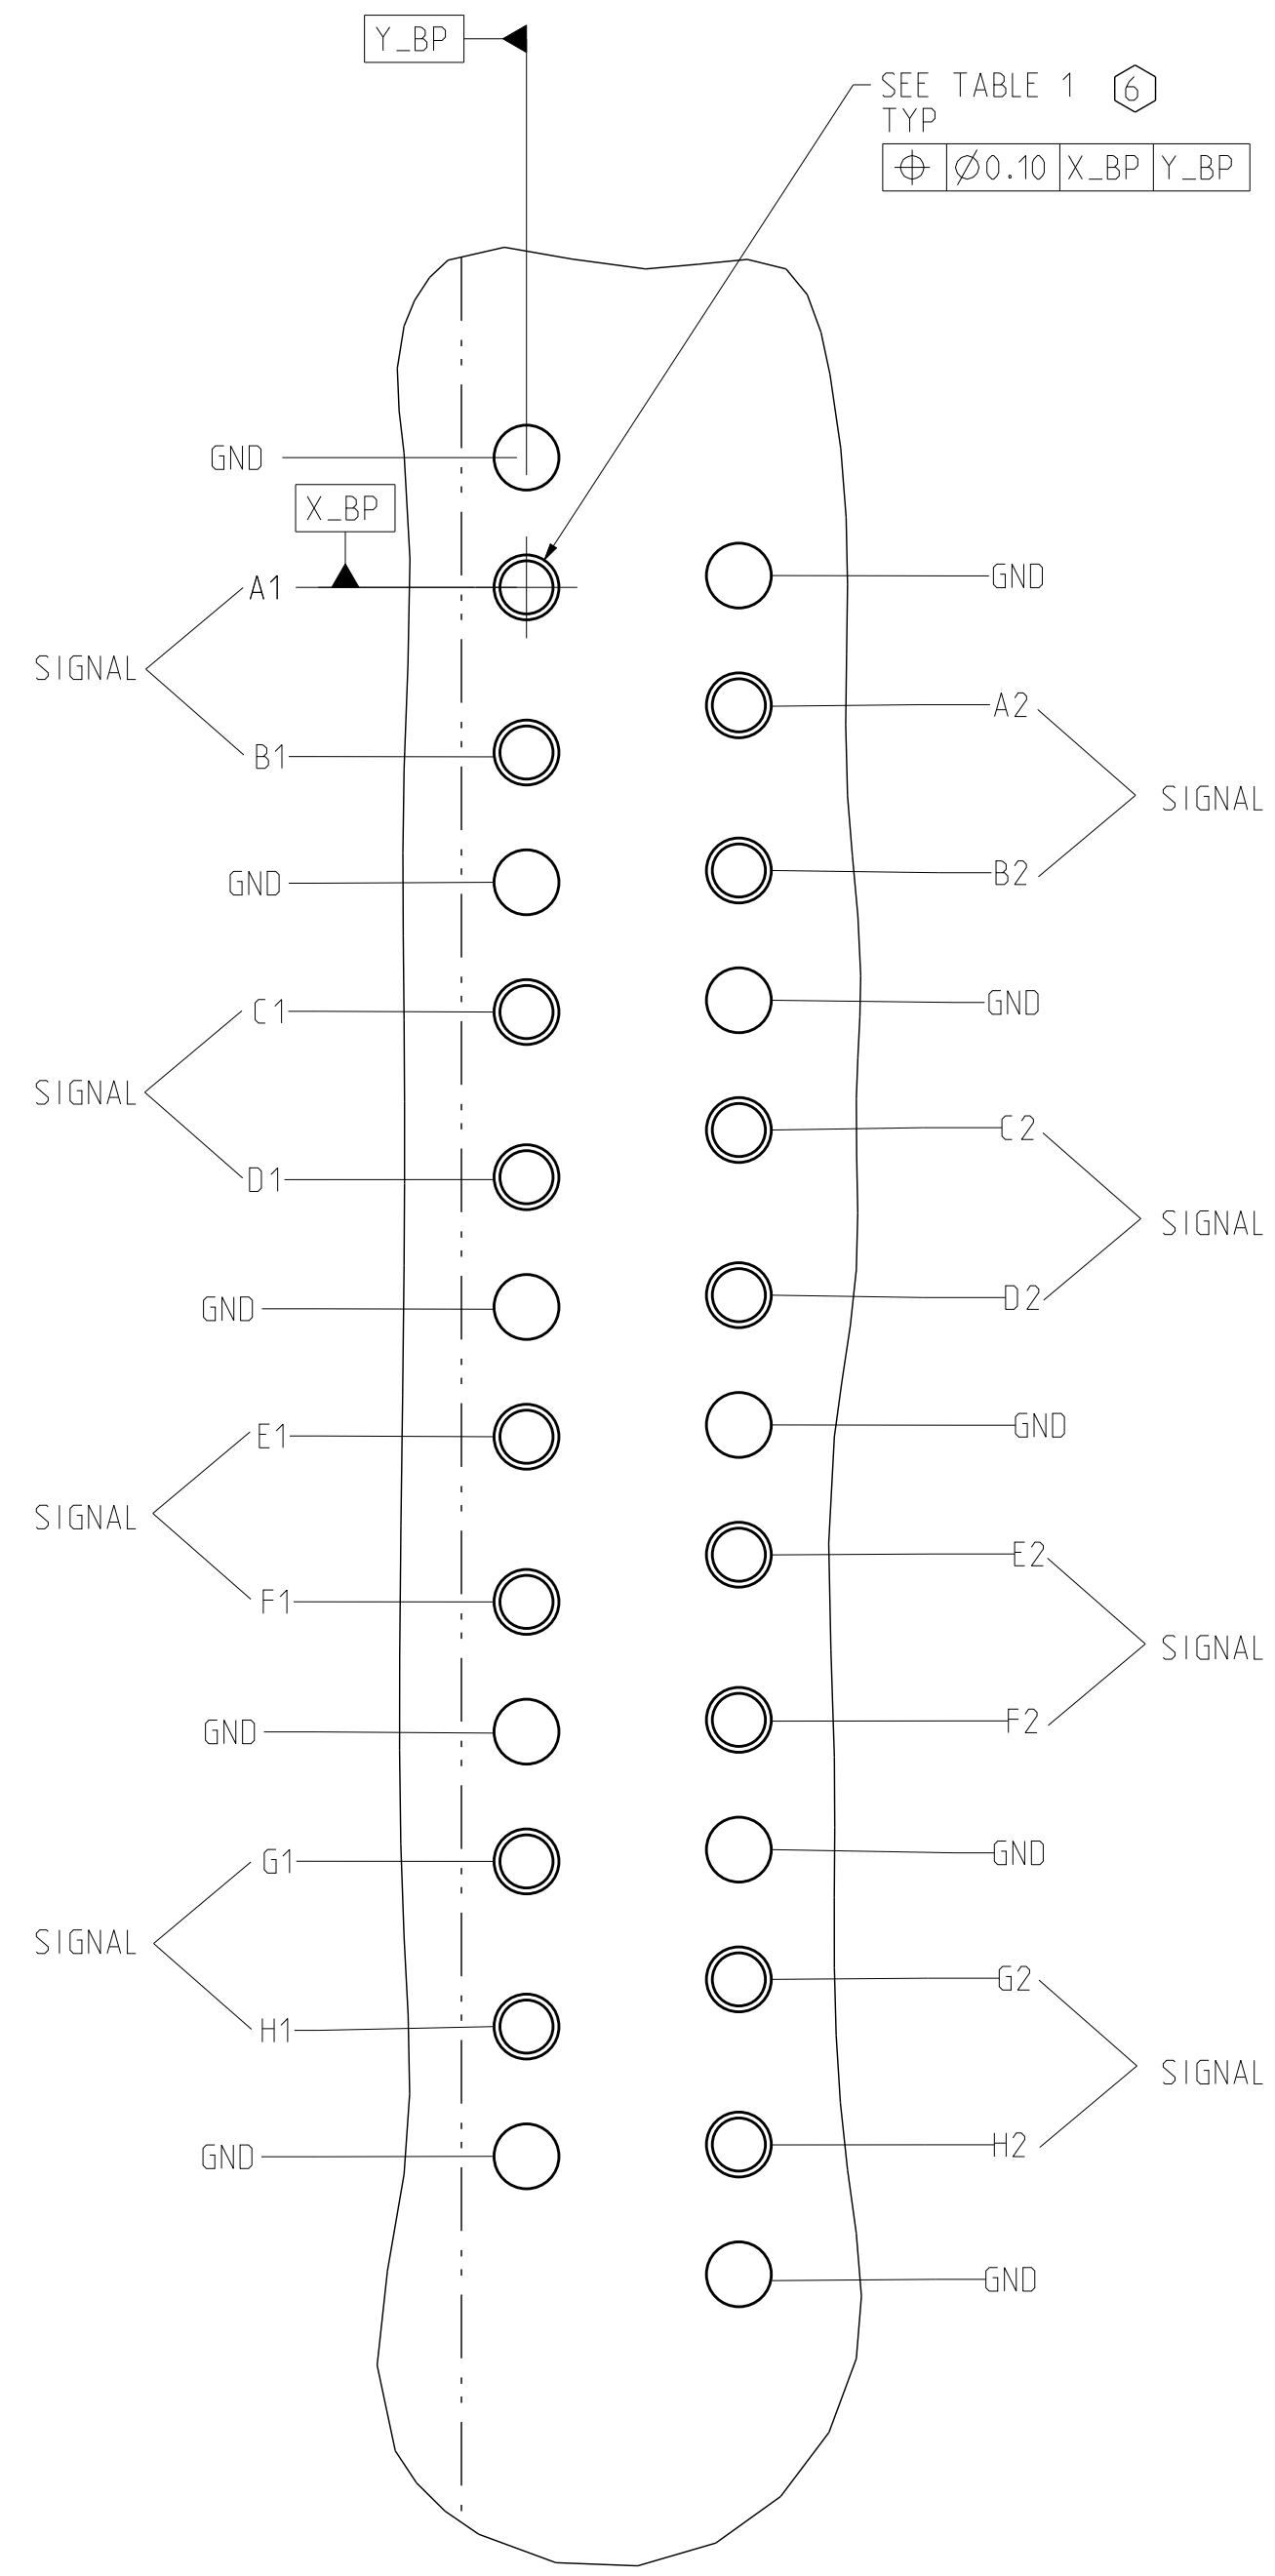 Y_BP
SEE TABLE 1 6
TYP
⌖ ⌀0.10 X_BP Y_BP
GND
X_BP
GND
A1
SIGNAL
A2
B1
SIGNAL
B2
GND
GND
C1
SIGNAL
C2
D1
SIGNAL
D2
GND
GND
E1
SIGNAL
E2
F1
SIGNAL
F2
GND
GND
G1
SIGNAL
G2
H1
SIGNAL
H2
GND
GND